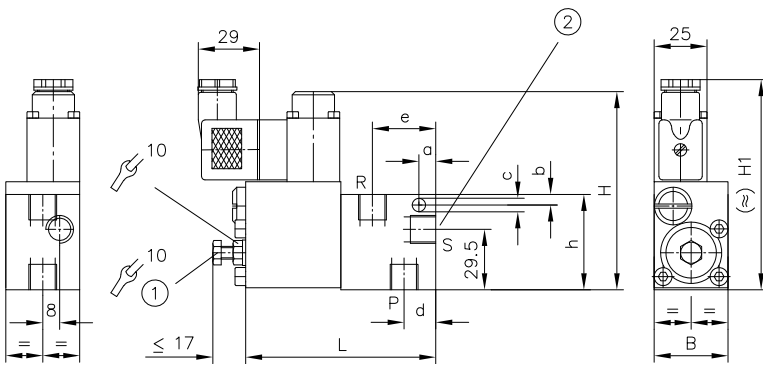 2
29
25
e
a
c
b
H
H1
(≈)
10
R
S
h
29.5
10
1
P
d
8
≤ 17
L
=
=
=
=
B